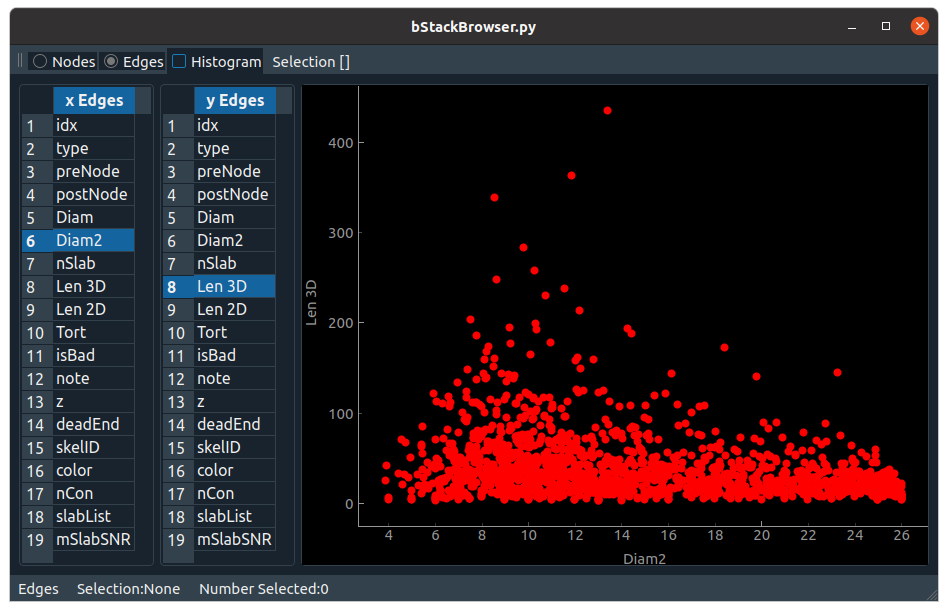 bStackBrowser.py
Nodes Edges Histogram Selection []
x Edges y Edges
1 idx 1 idx
2 type 2 type
3 preNode 3 preNode
4 postNode 4 postNode
5 Diam 5 Diam
6 Diam2 6 Diam2
7 nSlab 7 nSlab
8 Len 3D 8 Len 3D
9 Len 2D 9 Len 2D
10 Tort 10 Tort
11 isBad 11 isBad
12 note 12 note
13 z 13 z
14 deadEnd 14 deadEnd
15 skelID 15 skelID
16 color 16 color
17 nCon 17 nCon
18 slabList 18 slabList
19 mSlabSNR 19 mSlabSNR
Len 3D
400
300
200
100
0
4 6 8 10 12 14 16 18 20 22 24 26
Diam2
Edges Selection:None Number Selected:0